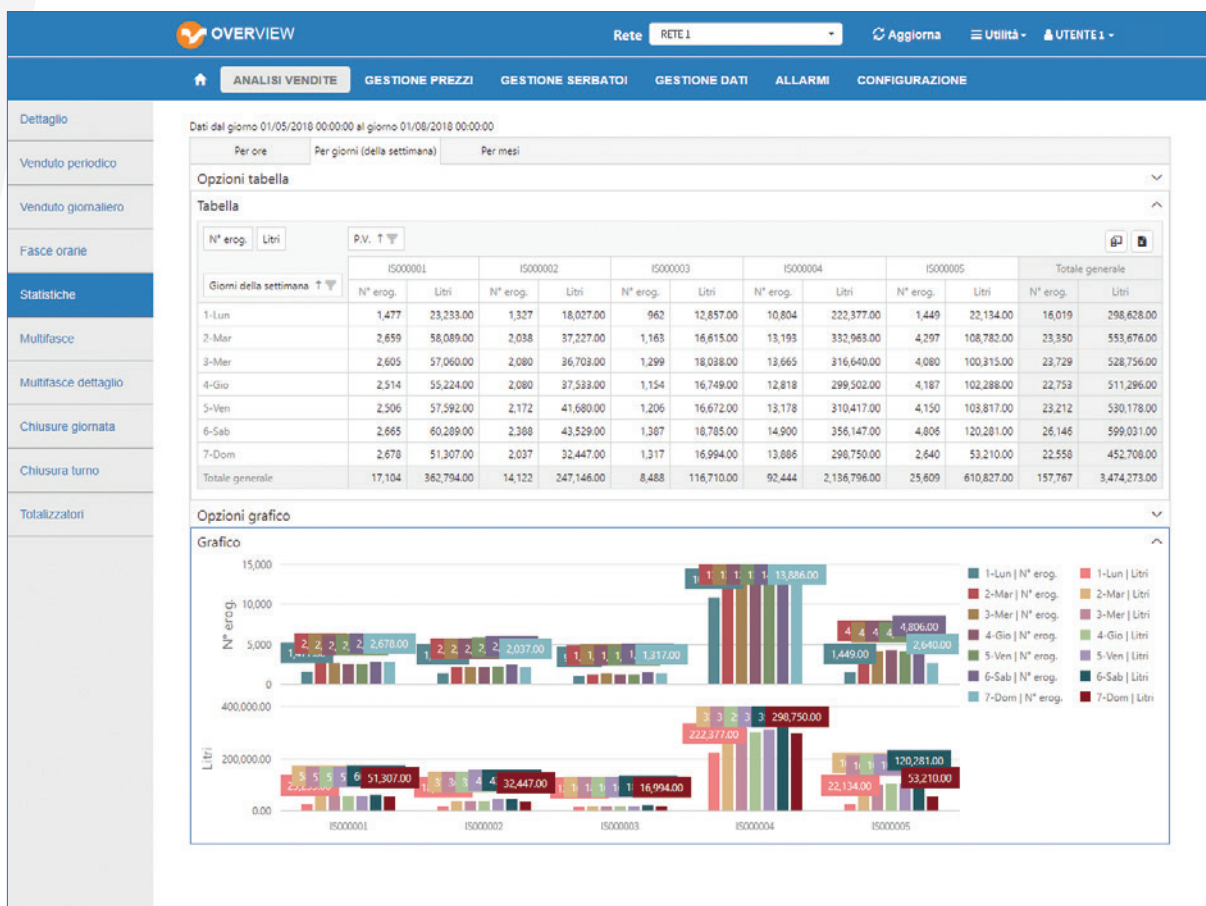 OVERVIEW
Rete RETE 1 Aggiorna Utilità UTENTE 1
ANALISI VENDITE GESTIONE PREZZI GESTIONE SERBATOI GESTIONE DATI ALLARMI CONFIGURAZIONE
Dettaglio
Venduto periodico
Venduto giornaliero
Fasce orarie
Statistiche
Multifasce
Multifasce dettaglio
Chiusure giornata
Chiusura turno
Totalizzatori
Dati dal giorno 01/05/2018 00:00:00 al giorno 01/08/2018 00:00:00
Per ore Per giorni (della settimana) Per mesi
Opzioni tabella
Tabella
N° erog. Litri P.V. ↑
IS000001 IS000002 IS000003 IS000004 IS000005 Totale generale
Giorni della settimana ↑ N° erog. Litri N° erog. Litri N° erog. Litri N° erog. Litri N° erog. Litri N° erog. Litri
1-Lun 1,477 23,233.00 1,327 18,027.00 962 12,857.00 10,804 222,377.00 1,449 22,134.00 16,019 298,628.00
2-Mar 2,659 58,089.00 2,038 37,227.00 1,163 16,615.00 13,193 332,963.00 4,297 108,782.00 23,350 553,676.00
3-Mer 2,605 57,060.00 2,080 36,703.00 1,299 18,038.00 13,665 316,640.00 4,080 100,315.00 23,729 528,756.00
4-Gio 2,514 55,224.00 2,080 37,533.00 1,154 16,749.00 12,818 299,502.00 4,187 102,288.00 22,753 511,296.00
5-Ven 2,506 57,592.00 2,172 41,680.00 1,206 16,672.00 13,178 310,417.00 4,150 103,817.00 23,212 530,178.00
6-Sab 2,665 60,289.00 2,388 43,529.00 1,387 18,785.00 14,900 356,147.00 4,806 120,281.00 26,146 599,031.00
7-Dom 2,678 51,307.00 2,037 32,447.00 1,317 16,994.00 13,886 298,750.00 2,640 53,210.00 22,558 452,708.00
Totale generale 17,104 362,794.00 14,122 247,146.00 8,488 116,710.00 92,444 2,136,796.00 25,609 610,827.00 157,767 3,474,273.00
Opzioni grafico
Grafico
N° erog.
15,000
10,000
5,000
0
2,678.00 2,037.00 1,317.00 13,886.00 1,449.00 4,806.00 2,640.00
Litri
400,000.00
200,000.00
0.00
51,307.00 32,447.00 16,994.00 222,377.00 298,750.00 22,134.00 120,281.00 53,210.00
IS000001 IS000002 IS000003 IS000004 IS000005
1-Lun | N° erog. 1-Lun | Litri
2-Mar | N° erog. 2-Mar | Litri
3-Mer | N° erog. 3-Mer | Litri
4-Gio | N° erog. 4-Gio | Litri
5-Ven | N° erog. 5-Ven | Litri
6-Sab | N° erog. 6-Sab | Litri
7-Dom | N° erog. 7-Dom | Litri